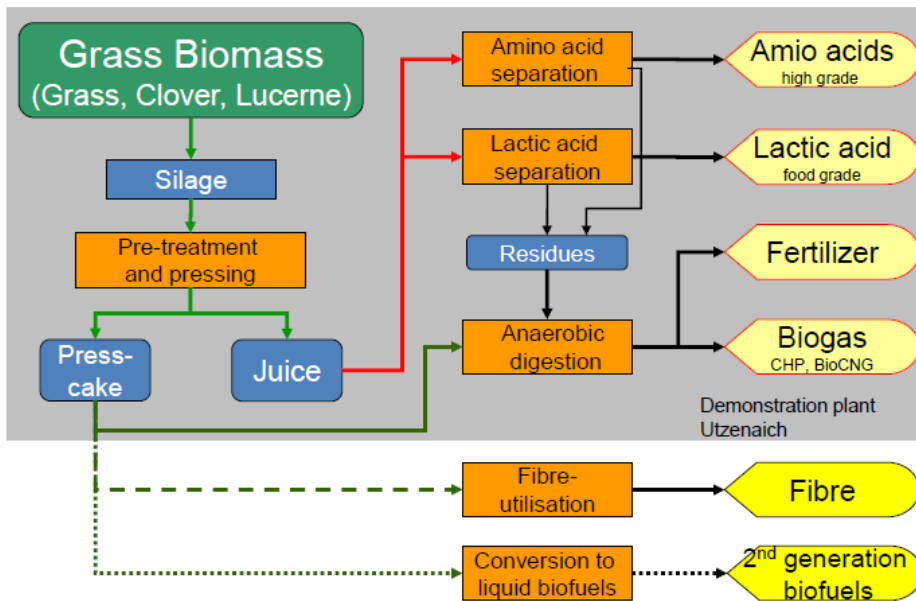 Grass Biomass
(Grass, Clover, Lucerne)
Silage
Pre-treatment
and pressing
Press-
cake
Juice
Amino acid
separation
Lactic acid
separation
Residues
Anaerobic
digestion
Amio acids
high grade
Lactic acid
food grade
Fertilizer
Biogas
CHP, BioCNG
Demonstration plant
Utzenaich
Fibre-
utilisation
Fibre
Conversion to
liquid biofuels
2nd generation
biofuels